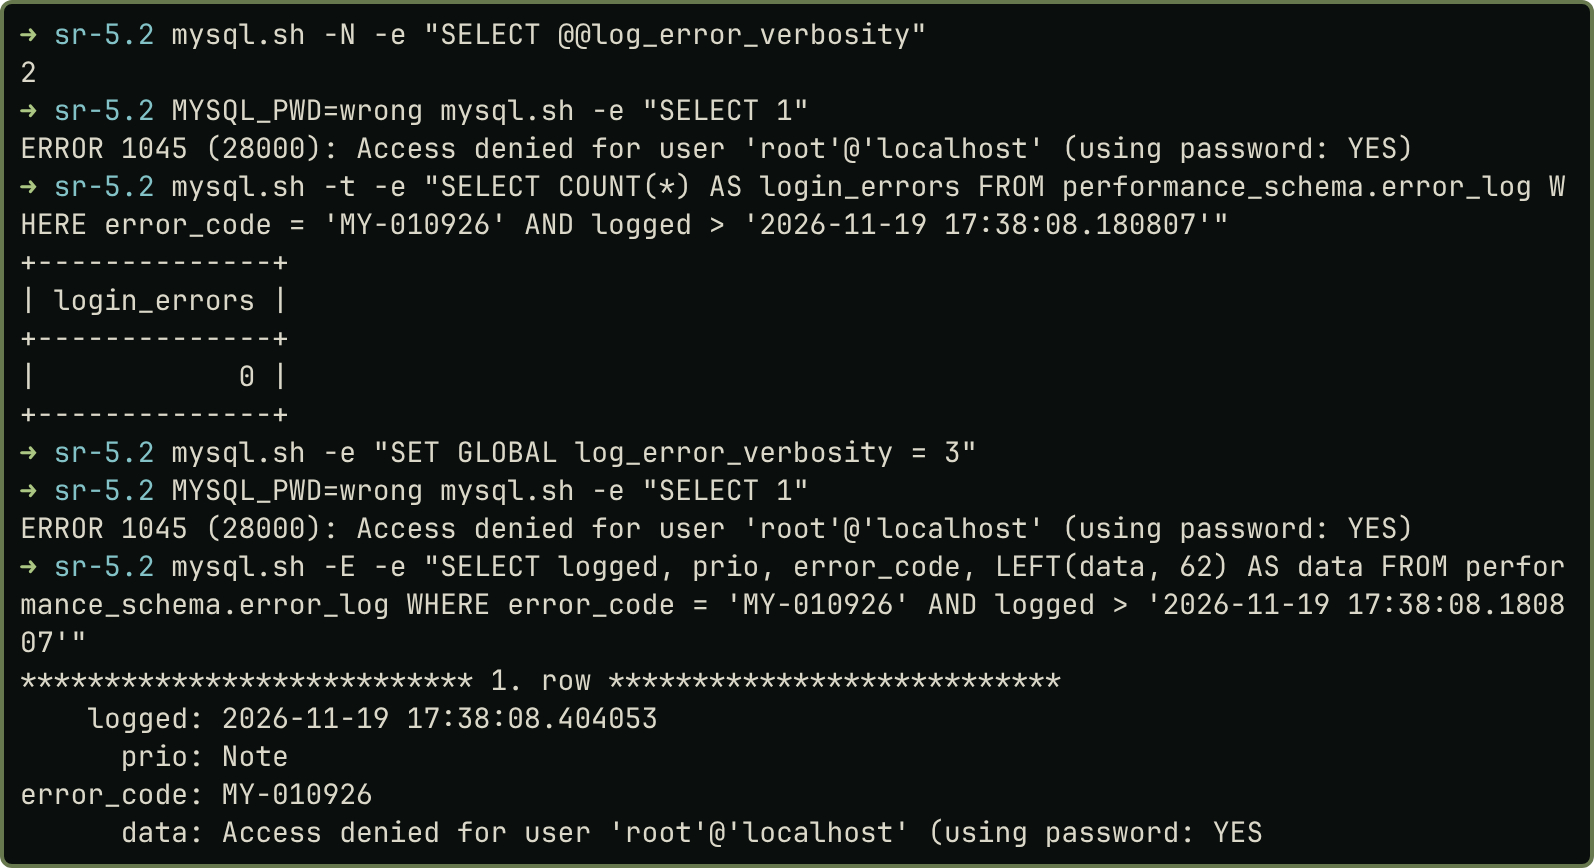 ➜ sr-5.2 mysql.sh -N -e "SELECT @@log_error_verbosity"
2
➜ sr-5.2 MYSQL_PWD=wrong mysql.sh -e "SELECT 1"
ERROR 1045 (28000): Access denied for user 'root'@'localhost' (using password: YES)
➜ sr-5.2 mysql.sh -t -e "SELECT COUNT(*) AS login_errors FROM performance_schema.error_log W
HERE error_code = 'MY-010926' AND logged > '2026-11-19 17:38:08.180807'"
+--------------+
| login_errors |
+--------------+
|            0 |
+--------------+
➜ sr-5.2 mysql.sh -e "SET GLOBAL log_error_verbosity = 3"
➜ sr-5.2 MYSQL_PWD=wrong mysql.sh -e "SELECT 1"
ERROR 1045 (28000): Access denied for user 'root'@'localhost' (using password: YES)
➜ sr-5.2 mysql.sh -E -e "SELECT logged, prio, error_code, LEFT(data, 62) AS data FROM perfor
mance_schema.error_log WHERE error_code = 'MY-010926' AND logged > '2026-11-19 17:38:08.1808
07'"
*************************** 1. row ***************************
    logged: 2026-11-19 17:38:08.404053
      prio: Note
error_code: MY-010926
      data: Access denied for user 'root'@'localhost' (using password: YES